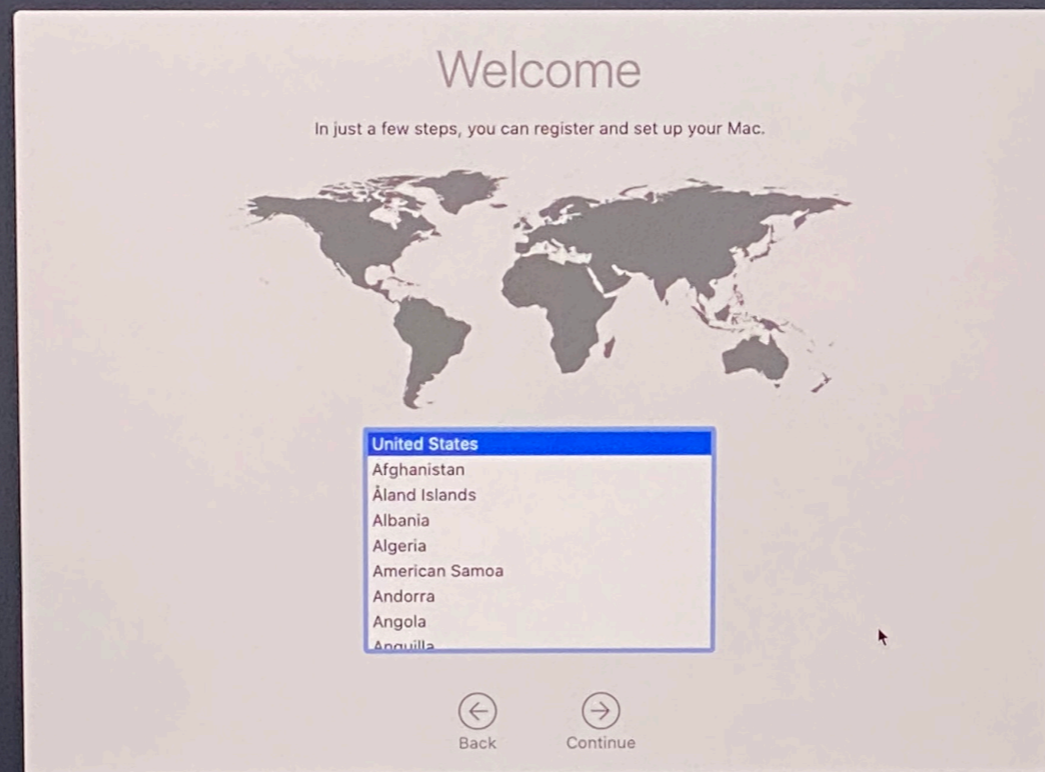 Welcome
In just a few steps, you can register and set up your Mac.
United States
Afghanistan
Åland Islands
Albania
Algeria
American Samoa
Andorra
Angola
Anguilla
Back
Continue